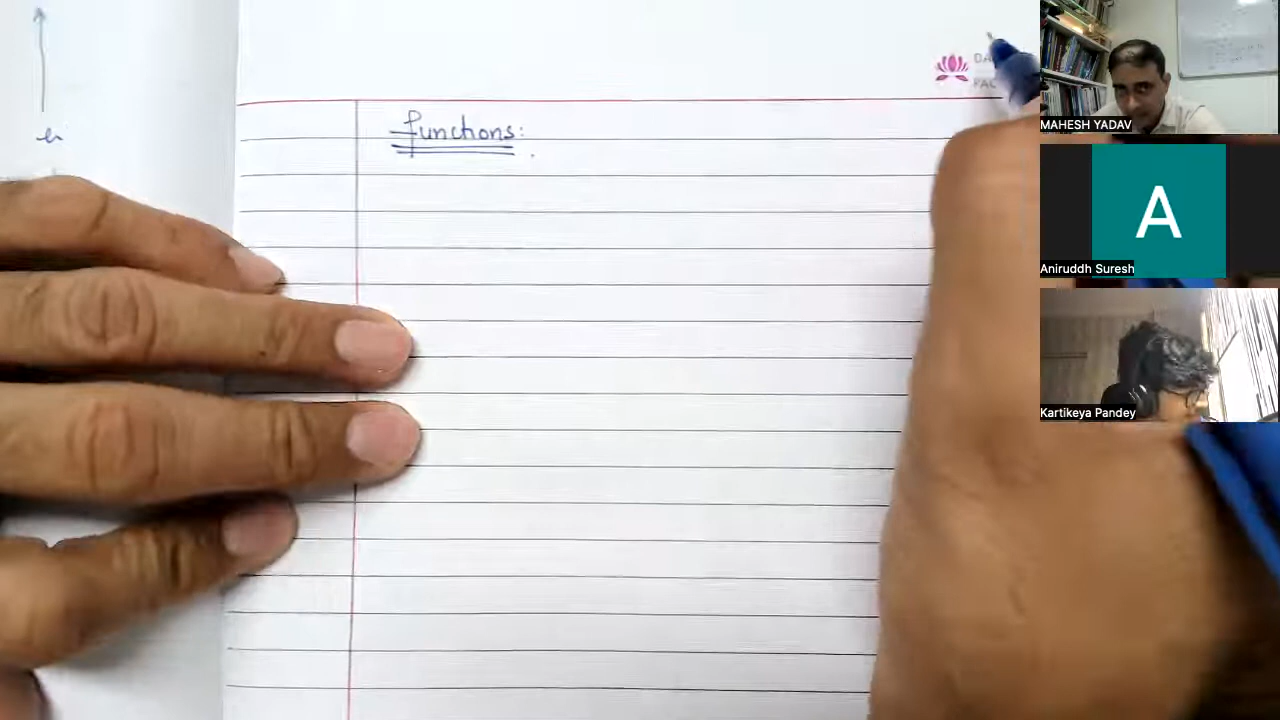 functions:
MAHESH YADAV
A
Aniruddh Suresh
Kartikeya Pandey